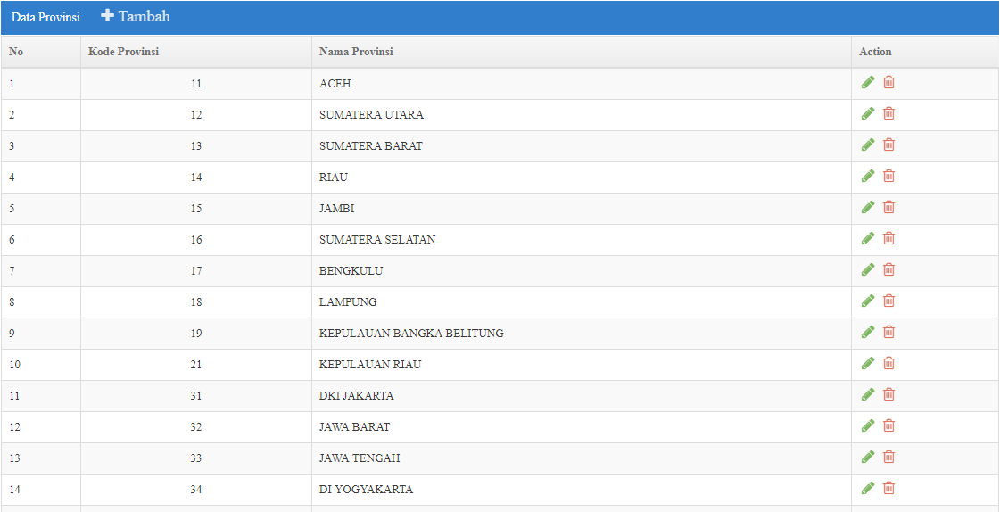 Data Provinsi Tambah
No Kode Provinsi Nama Provinsi Action
1 11 ACEH
2 12 SUMATERA UTARA
3 13 SUMATERA BARAT
4 14 RIAU
5 15 JAMBI
6 16 SUMATERA SELATAN
7 17 BENGKULU
8 18 LAMPUNG
9 19 KEPULAUAN BANGKA BELITUNG
10 21 KEPULAUAN RIAU
11 31 DKI JAKARTA
12 32 JAWA BARAT
13 33 JAWA TENGAH
14 34 DI YOGYAKARTA